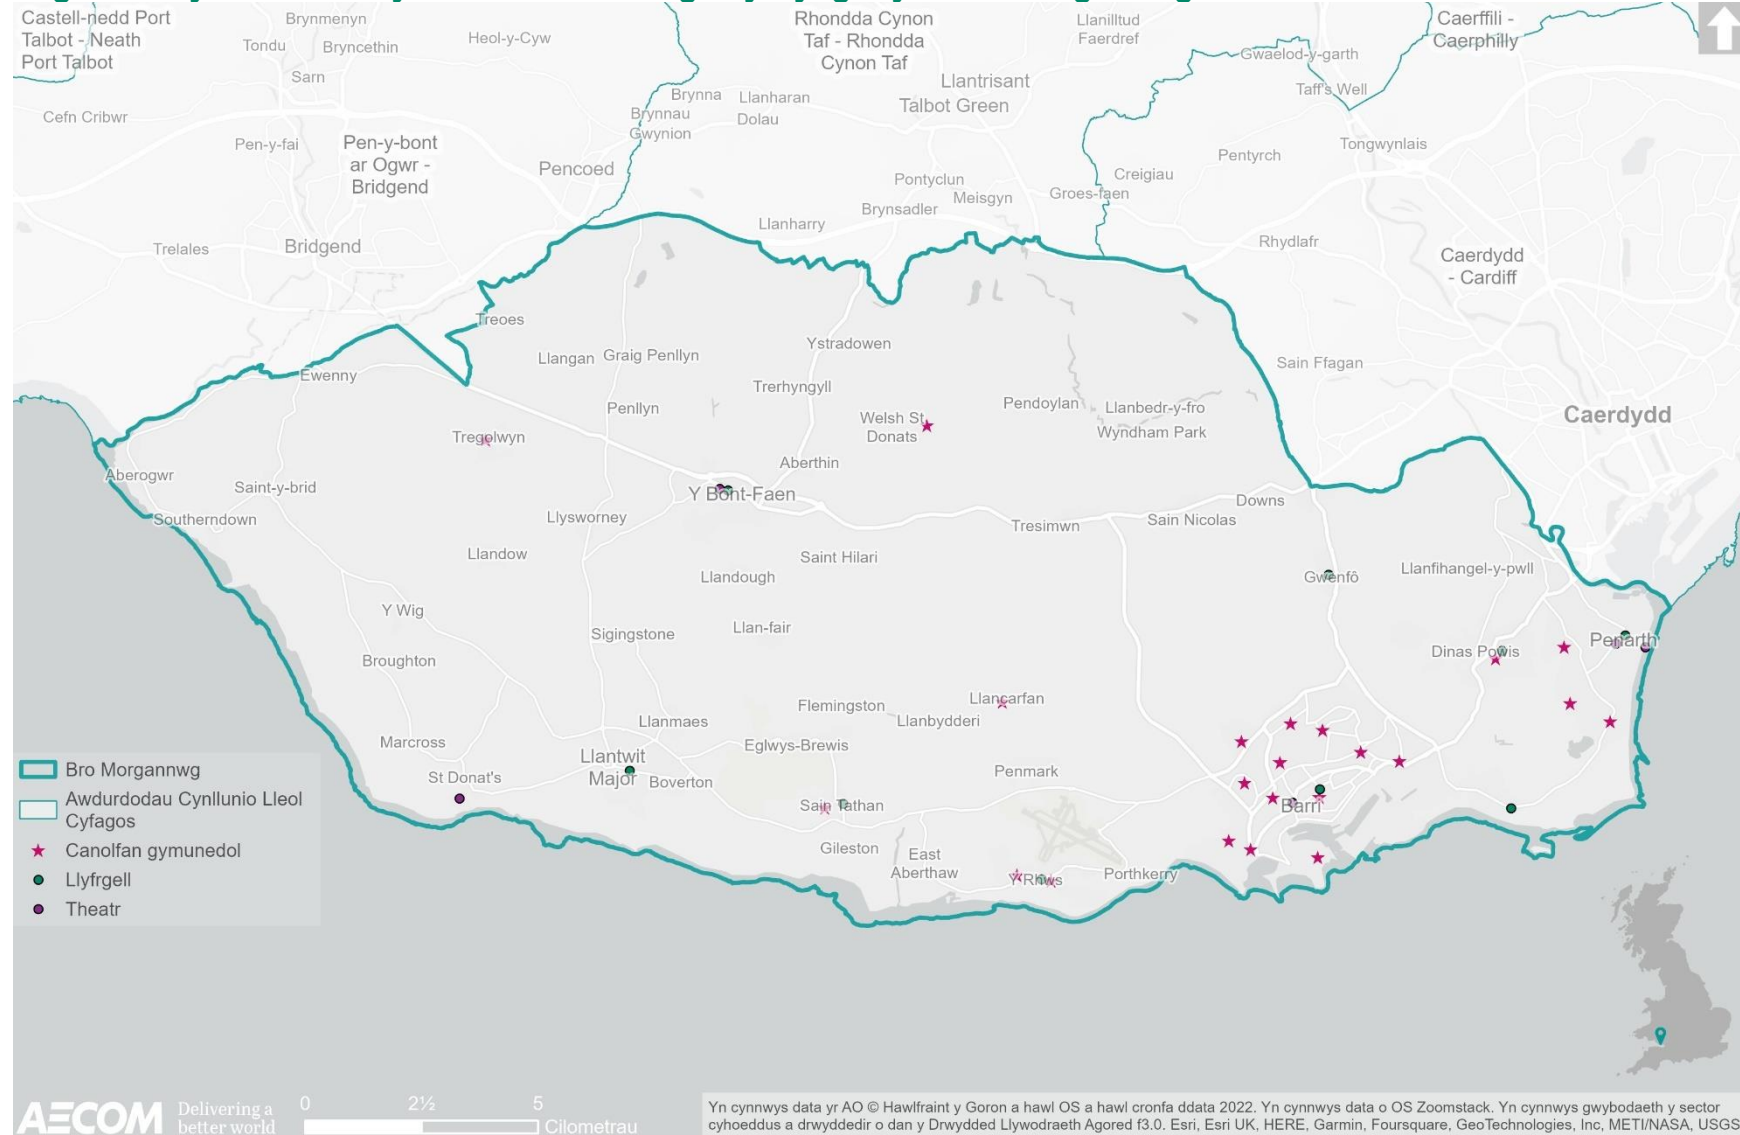 Castell-nedd Port
Talbot - Neath
Port Talbot
Brynmenyn
Tondu
Bryncethin
Heol-y-Cyw
Sarn
Cefn Cribwr
Pen-y-fai
Pen-y-bont
ar Ogwr -
Bridgend
Pencoed
Trelales
Bridgend
Rhondda Cynon
Taf - Rhondda
Cynon Taf
Llanilltud
Faerdref
Llantrisant
Talbot Green
Brynna
Llanharan
Brynnau
Gwynion
Dolau
Pontyclun
Meisgyn
Brynsadler
Llanharry
Groes-faen
Creigiau
Pentyrch
Gwaelod-y-garth
Taff's Well
Tongwynlais
Caerffili -
Caerphilly
Rhydlafr
Caerdydd
- Cardiff
Sain Ffagan
Caerdydd
Treoes
Llangan
Graig Penllyn
Ystradowen
Ewenny
Trerhyngyll
Penllyn
Welsh St
Donats
Pendoylan
Llanbedr-y-fro
Wyndham Park
Tregolwyn
Aberthin
Aberogwr
Saint-y-brid
Y Bont-Faen
Downs
Southerndown
Llysworney
Tresimwn
Sain Nicolas
Llandow
Saint Hilari
Llandough
Gwenfô
Llanfihangel-y-pwll
Y Wig
Sigingstone
Llan-fair
Penarth
Dinas Powis
Broughton
Llancarfan
Flemingston
Llanbydderi
Llanmaes
Marcross
Eglwys-Brewis
Llantwit
Major
St Donat's
Boverton
Penmark
Sain Tathan
Barri
Gileston
East
Aberthaw
Y Rhws
Porthkerry
Bro Morgannwg
Awdurdodau Cynllunio Lleol
Cyfagos
Canolfan gymunedol
Llyfrgell
Theatr
AECOM
Delivering a
better world
0 2½ 5
Cilometrau
Yn cynnwys data yr AO © Hawlfraint y Goron a hawl OS a hawl cronfa ddata 2022. Yn cynnwys data o OS Zoomstack. Yn cynnwys gwybodaeth y sector
cyhoeddus a drwyddedir o dan y Drwydded Llywodraeth Agored f3.0. Esri, Esri UK, HERE, Garmin, Foursquare, GeoTechnologies, Inc, METI/NASA, USGS